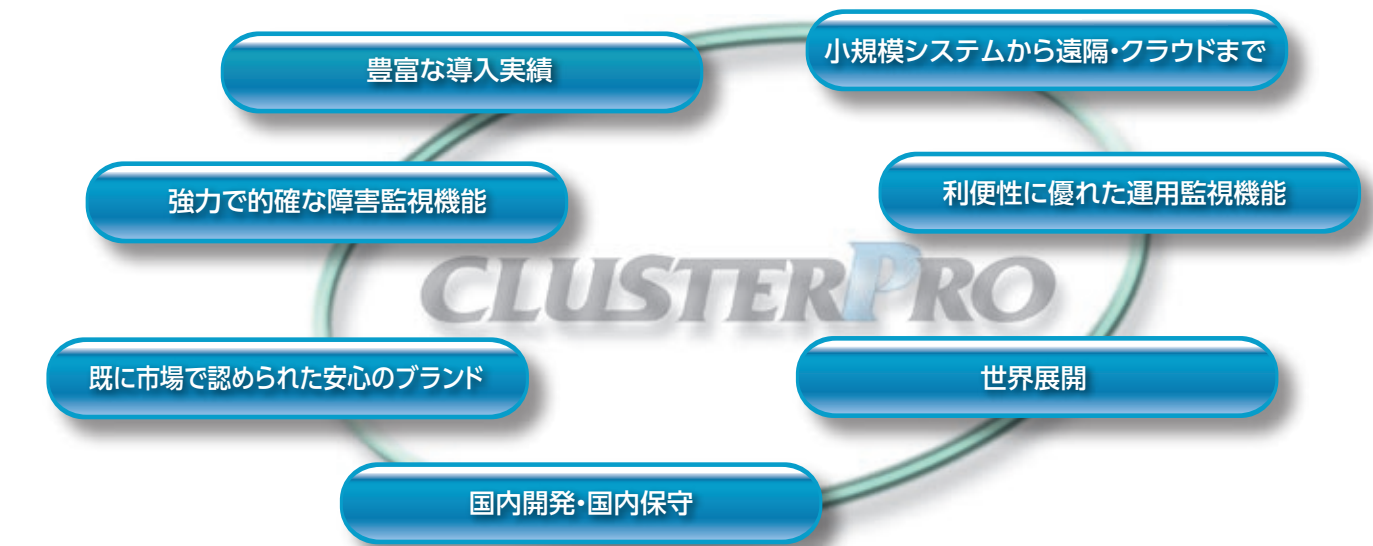 豊富な導入実績
小規模システムから遠隔・クラウドまで
強力で的確な障害監視機能
利便性に優れた運用監視機能
CLUSTERPRO
既に市場で認められた安心のブランド
世界展開
国内開発・国内保守